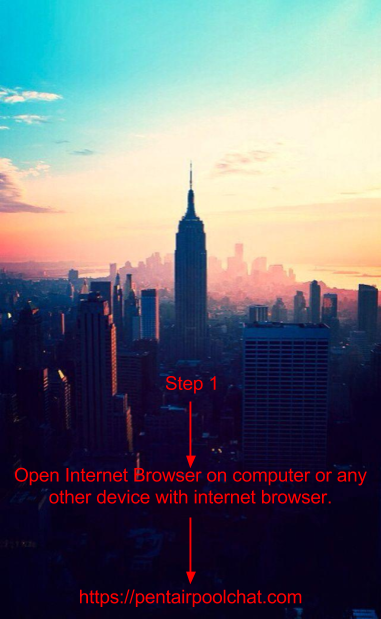 Step 1
Open Internet Browser on computer or any
other device with internet browser.
https://pentairpoolchat.com